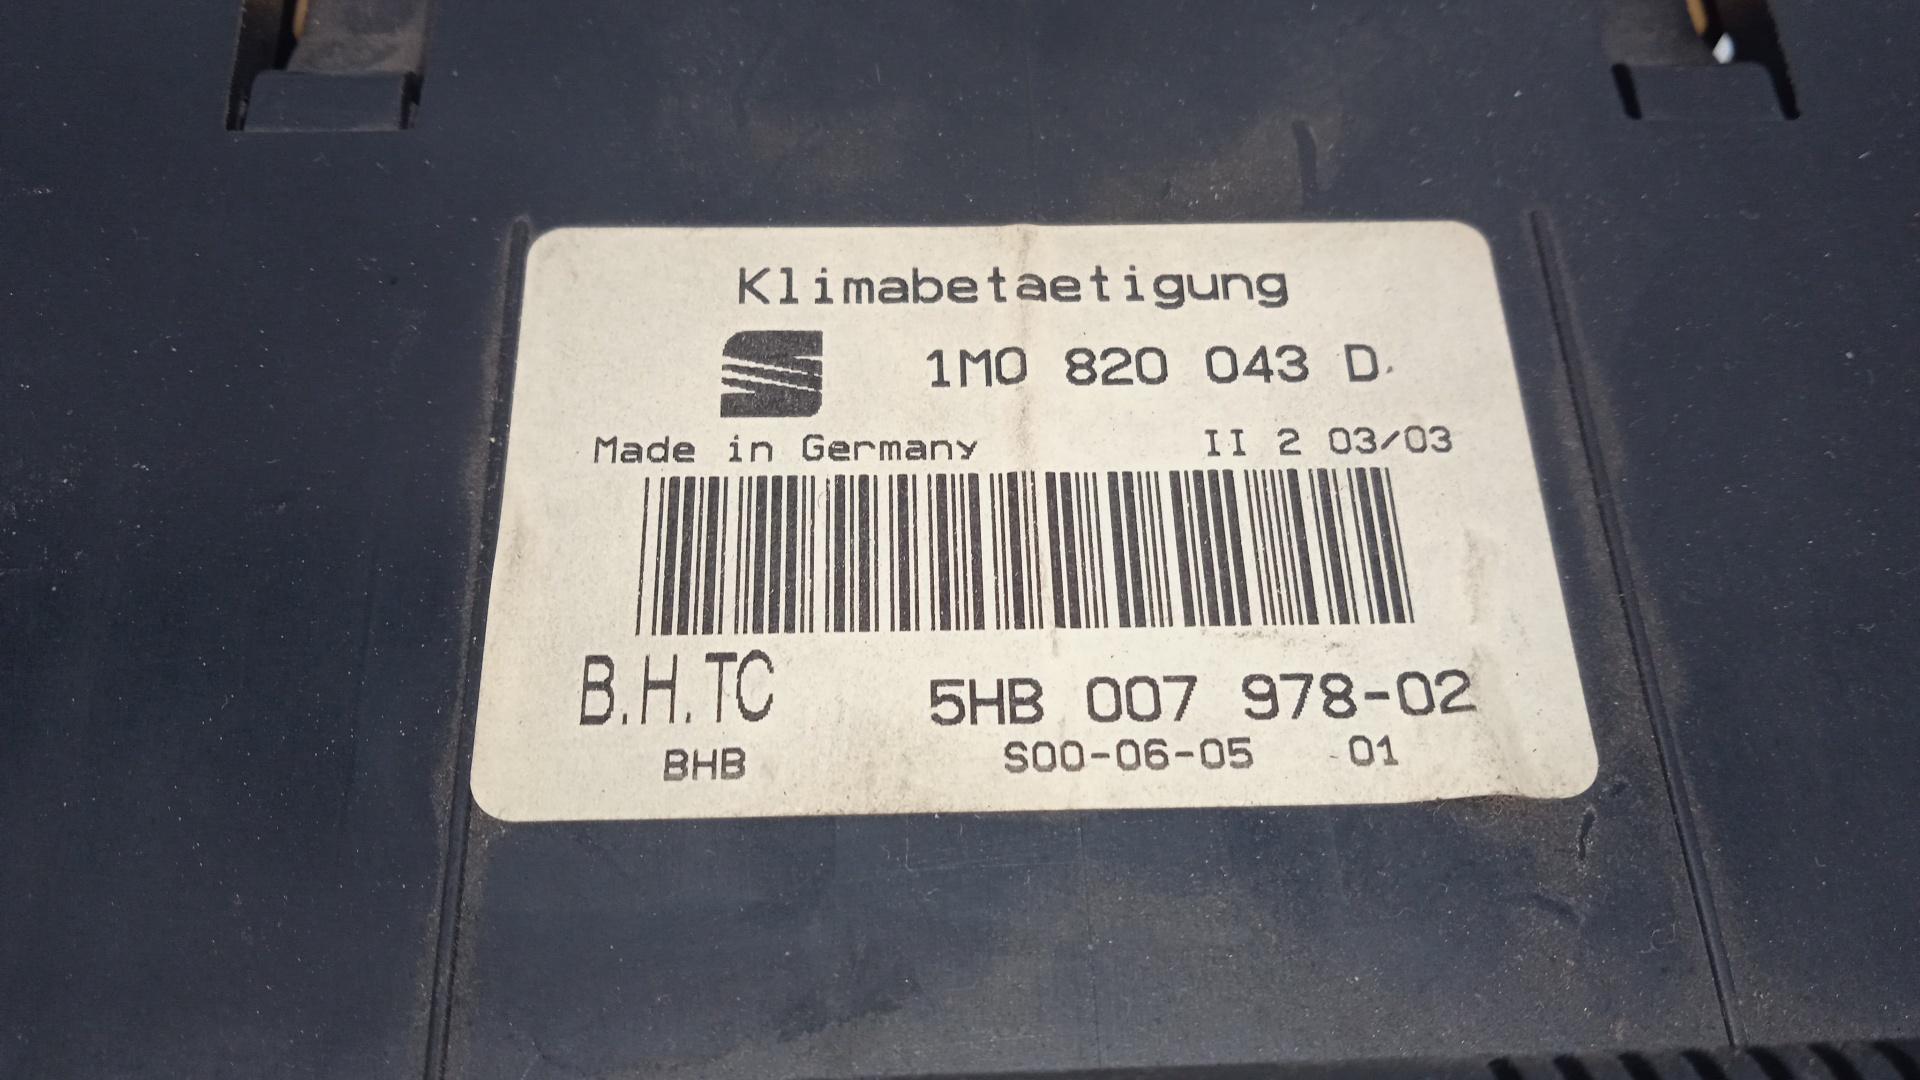 Klimabetaetigung
1M0 820 043 D.
Made in Germany II 2 03/03
B.H.TC 5HB 007 978-02
BHB S00-06-05 01